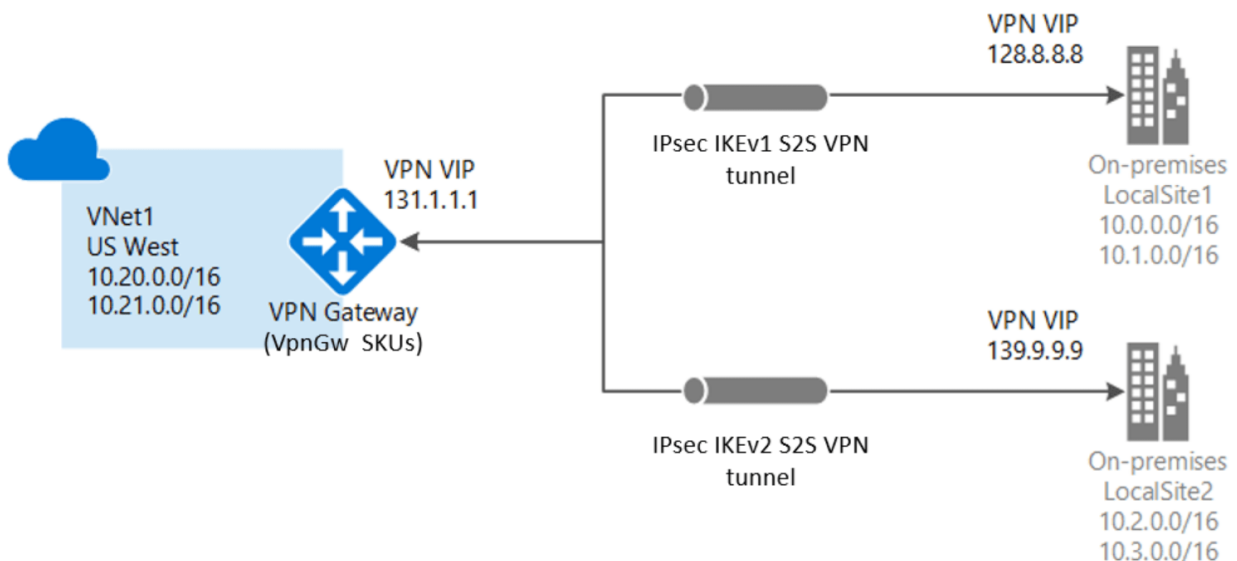 VNet1
US West
10.20.0.0/16
10.21.0.0/16
VPN VIP
131.1.1.1
VPN Gateway
(VpnGw SKUs)
IPsec IKEv1 S2S VPN
tunnel
VPN VIP
128.8.8.8
On-premises
LocalSite1
10.0.0.0/16
10.1.0.0/16
IPsec IKEv2 S2S VPN
tunnel
VPN VIP
139.9.9.9
On-premises
LocalSite2
10.2.0.0/16
10.3.0.0/16